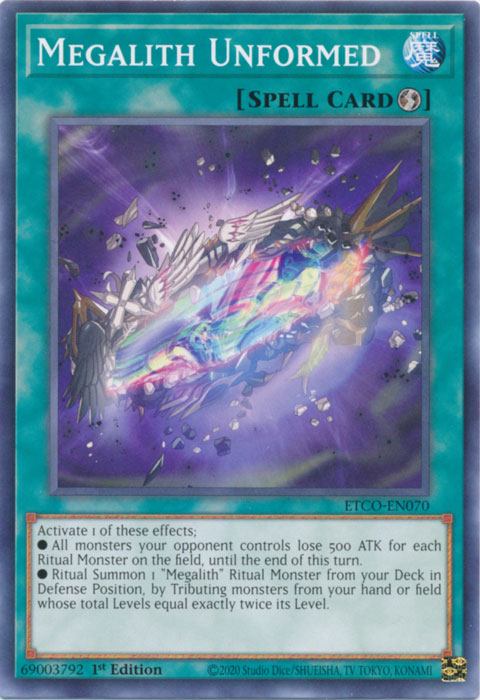 MEGALITH UNFORMED
SPELL
魔
[SPELL CARD]
ETCO-EN070
Activate 1 of these effects;
● All monsters your opponent controls lose 500 ATK for each
Ritual Monster on the field, until the end of this turn.
● Ritual Summon 1 "Megalith" Ritual Monster from your Deck in
Defense Position, by Tributing monsters from your hand or field
whose total Levels equal exactly twice its Level.
69003792 1st Edition ©2020 Studio Dice/SHUEISHA, TV TOKYO, KONAMI